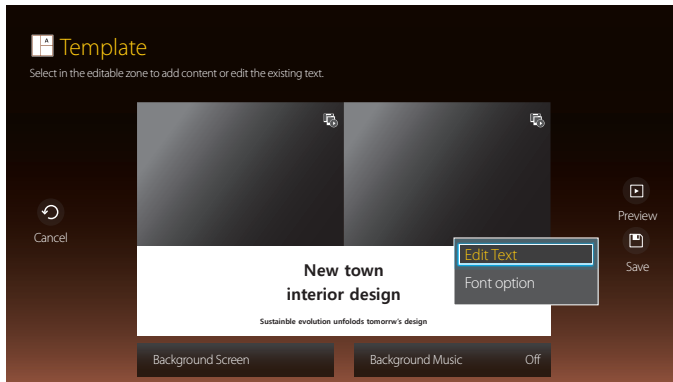 A
Template
Select in the editable zone to add content or edit the existing text.
Cancel
Preview
Save
Edit Text
Font option
New town
interior design
Sustainble evolution unfolods tomorrw's design
Background Screen
Background Music Off